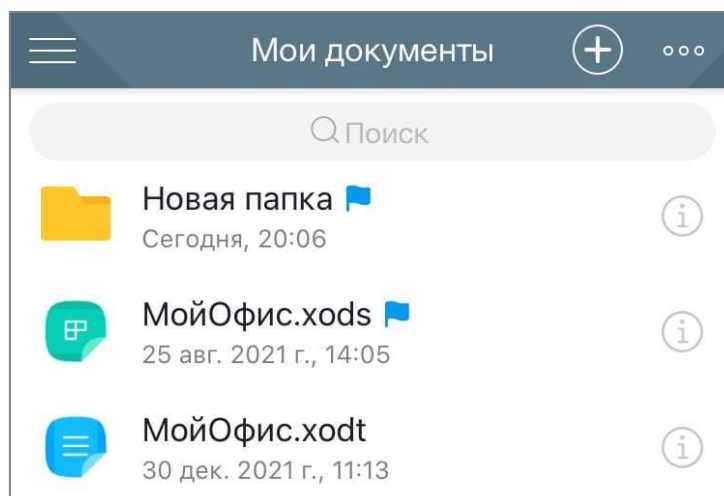 Мои документы
Поиск
Новая папка
Сегодня, 20:06
МойОфис.xods
25 авг. 2021 г., 14:05
МойОфис.xodt
30 дек. 2021 г., 11:13